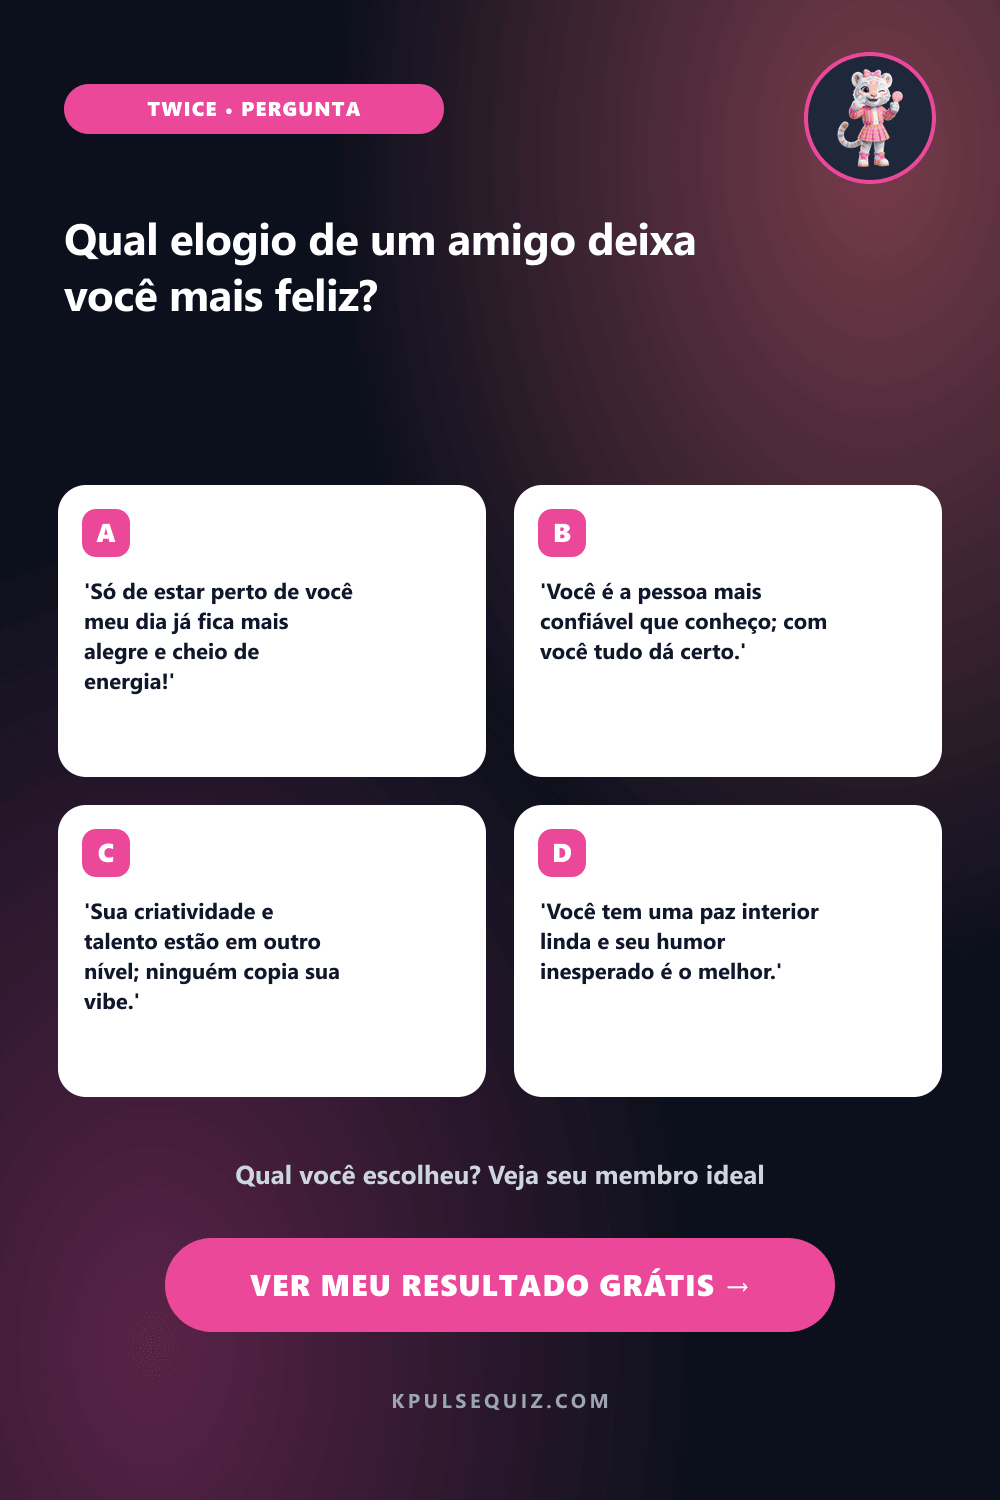 TWICE • PERGUNTA
Qual elogio de um amigo deixa
você mais feliz?
A
'Só de estar perto de você
meu dia já fica mais
alegre e cheio de
energia!'
B
'Você é a pessoa mais
confiável que conheço; com
você tudo dá certo.'
C
'Sua criatividade e
talento estão em outro
nível; ninguém copia sua
vibe.'
D
'Você tem uma paz interior
linda e seu humor
inesperado é o melhor.'
Qual você escolheu? Veja seu membro ideal
VER MEU RESULTADO GRÁTIS →
KPULSEQUIZ.COM